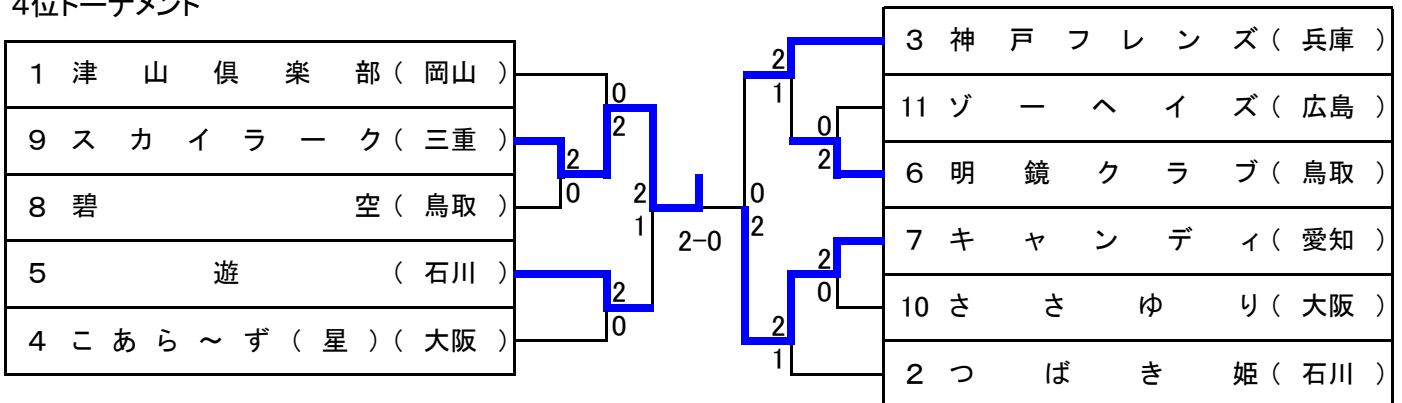 4位トーナメント
1 津山倶楽部(岡山)
9 スカイラーク(三重)
8 碧空(鳥取)
5 遊(石川)
4 こあら~ず(星)(大阪)
0
2
2
0
2
1
2
0
2-0
3 神戸フレンズ(兵庫)
11 ゾーヘイズ(広島)
6 明鏡クラブ(鳥取)
7 キャンディ(愛知)
10 ささゆり(大阪)
2 つばき姫(石川)
2
1
0
2
0
2
2
0
2
1